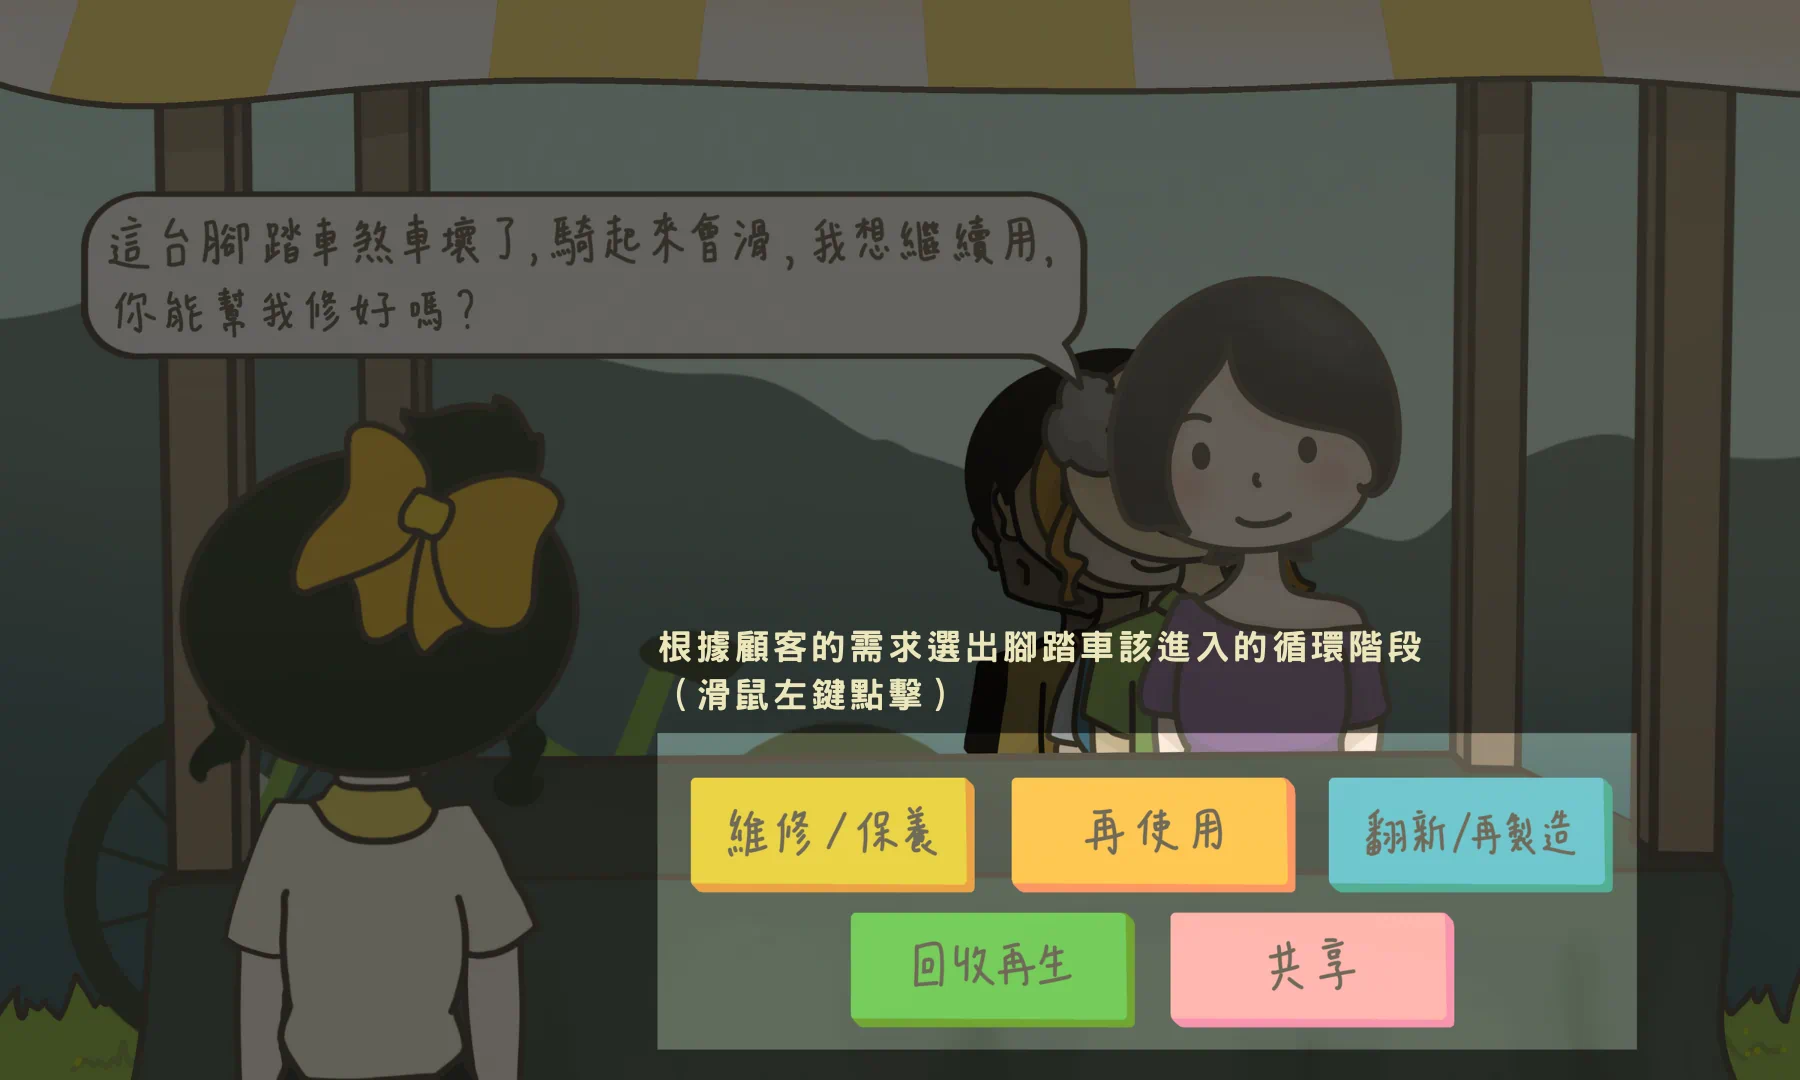 這台腳踏車煞車壞了,騎起來會滑,我想繼續用,
你能幫我修好嗎?
根據顧客的需求選出腳踏車該進入的循環階段
(滑鼠左鍵點擊)
維修/保養
再使用
翻新/再製造
回收再生
共享